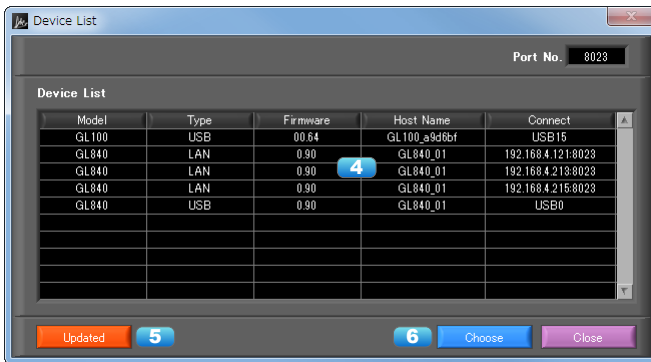 Device List
Port No. 8023
Device List
Model Type Firmware Host Name Connect
GL100 USB 00.64 GL100_a9d6bf USB15
GL840 LAN 0.90 GL840_01 192.168.4.121:8023
GL840 LAN 0.90 GL840_01 192.168.4.213:8023
GL840 LAN 0.90 GL840_01 192.168.4.215:8023
GL840 USB 0.90 GL840_01 USB0
4
Updated 5 6 Choose Close